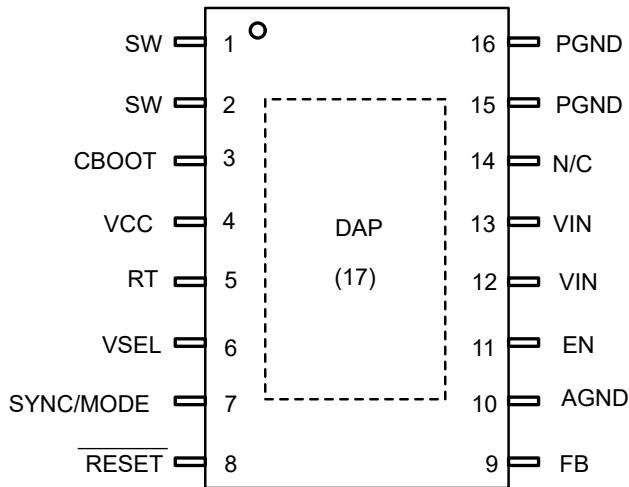 SW 1 16 PGND
SW 2 15 PGND
CBOOT 3 14 N/C
VCC 4 13 VIN
DAP
RT 5 (17) 12 VIN
VSEL 6 11 EN
SYNC/MODE 7 10 AGND
RESET 8 9 FB